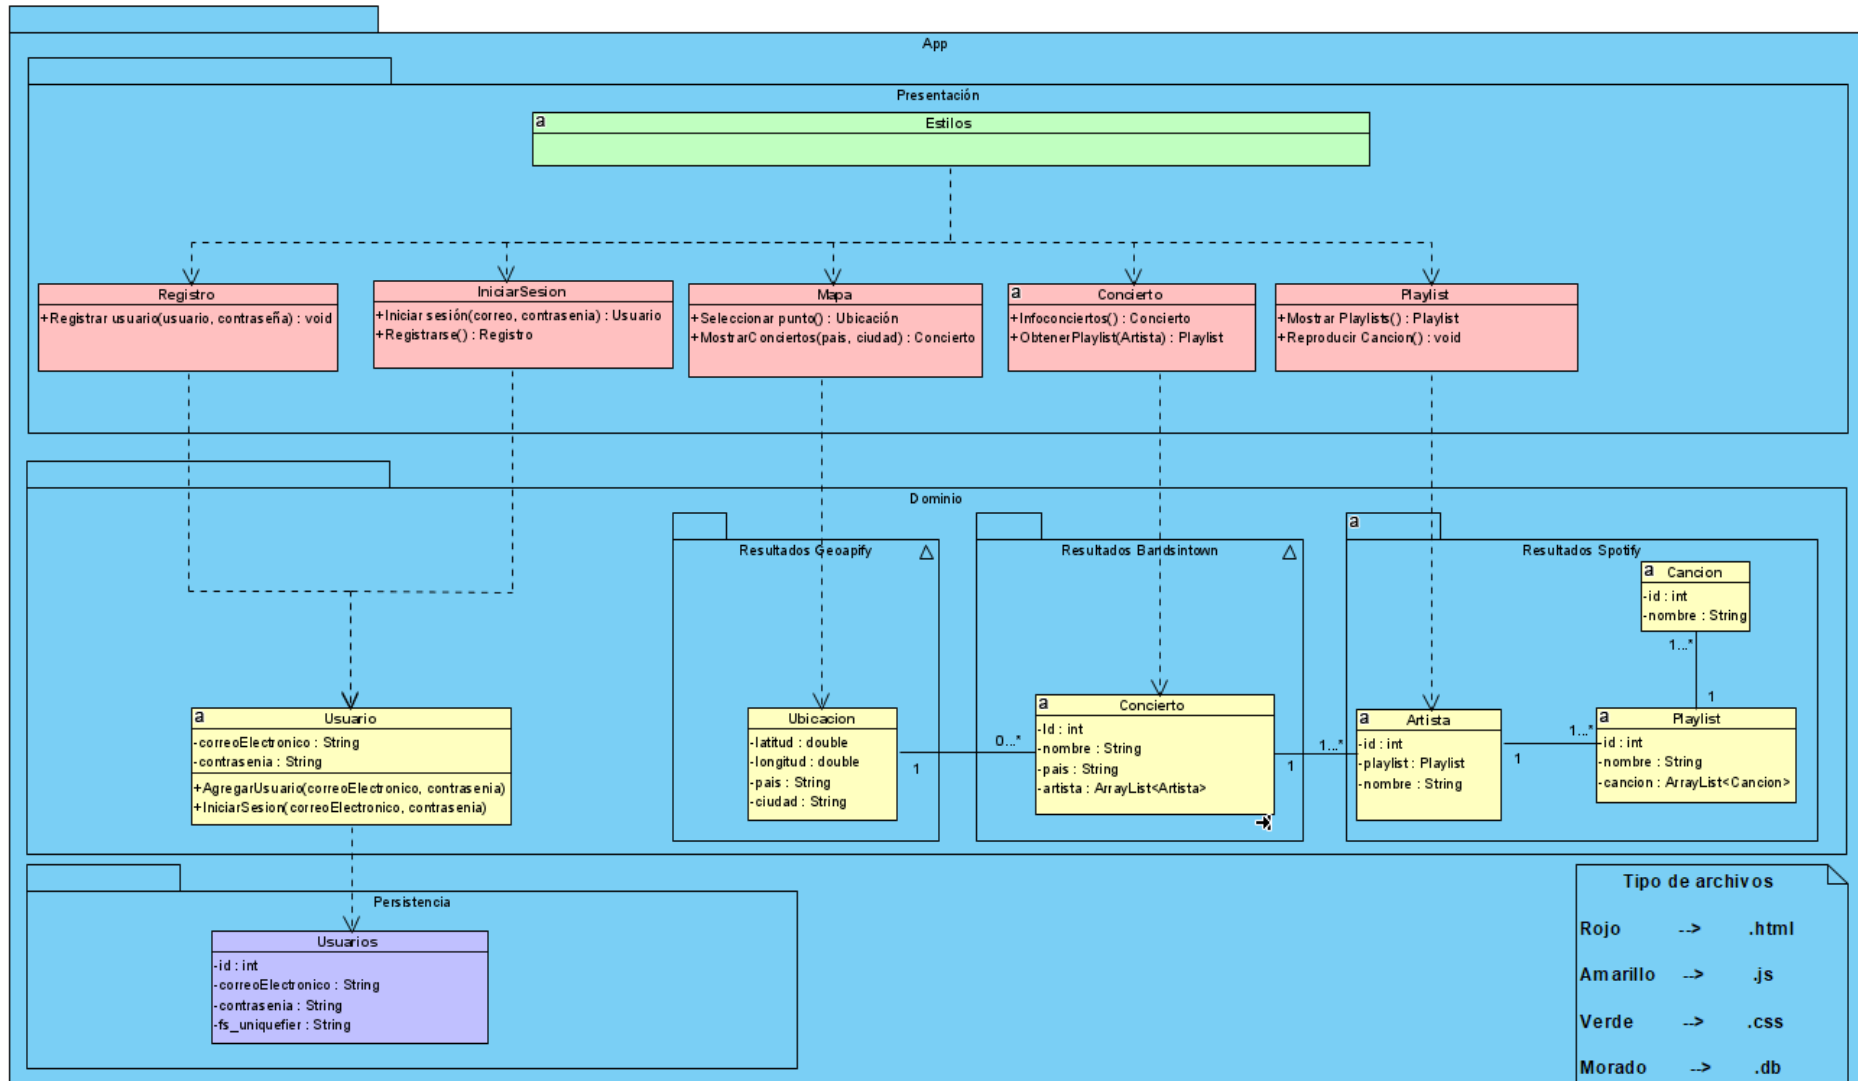 App
Presentación
a
Estilos
Registro
+Registrar usuario(usuario, contraseña) : void
IniciarSesion
+Iniciar sesión(correo, contrasenia) : Usuario
+Registrarse() : Registro
Mapa
+Seleccionar punto() : Ubicación
+MostrarConciertos(pais, ciudad) : Concierto
a
Concierto
+Infoconciertos() : Concierto
+ObtenerPlaylist(Artista) : Playlist
Playlist
+Mostrar Playlists() : Playlist
+Reproducir Cancion() : void
Dominio
Resultados Geoapify
Resultados Bandsintown
a
Resultados Spotify
a
Cancion
-id : int
-nombre : String
1...*
1
a
Usuario
-correoElectronico : String
-contrasenia : String
+AgregarUsuario(correoElectronico, contrasenia)
+IniciarSesion(correoElectronico, contrasenia)
Ubicacion
-latitud : double
-longitud : double
-pais : String
-ciudad : String
1
0...*
a
Concierto
-Id : int
-nombre : String
-pais : String
-artista : ArrayList<Artista>
1
1...*
a
Artista
-id : int
-playlist : Playlist
-nombre : String
1
1...*
a
Playlist
-id : int
-nombre : String
-cancion : ArrayList<Cancion>
Persistencia
Usuarios
-id : int
-correoElectronico : String
-contrasenia : String
-fs_uniquefier : String
Tipo de archivos
Rojo --> .html
Amarillo --> .js
Verde --> .css
Morado --> .db